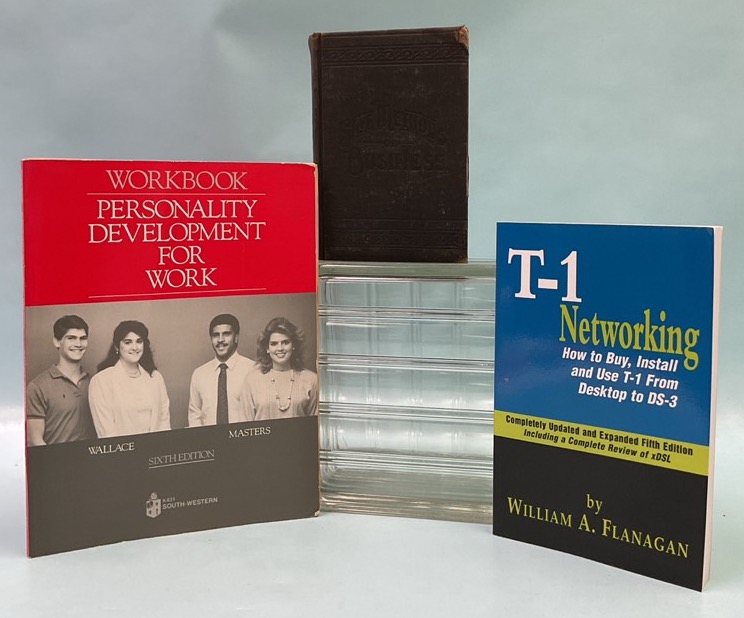 WORKBOOK
PERSONALITY
DEVELOPMENT
FOR
WORK
WALLACE
MASTERS
SIXTH EDITION
SOUTH-WESTERN
BUSINESS
T-1
Networking
How to Buy, Install
and Use T-1 From
Desktop to DS-3
Completely Updated and Expanded Fifth Edition
Including a Complete Review of xDSL
by
WILLIAM A. FLANAGAN